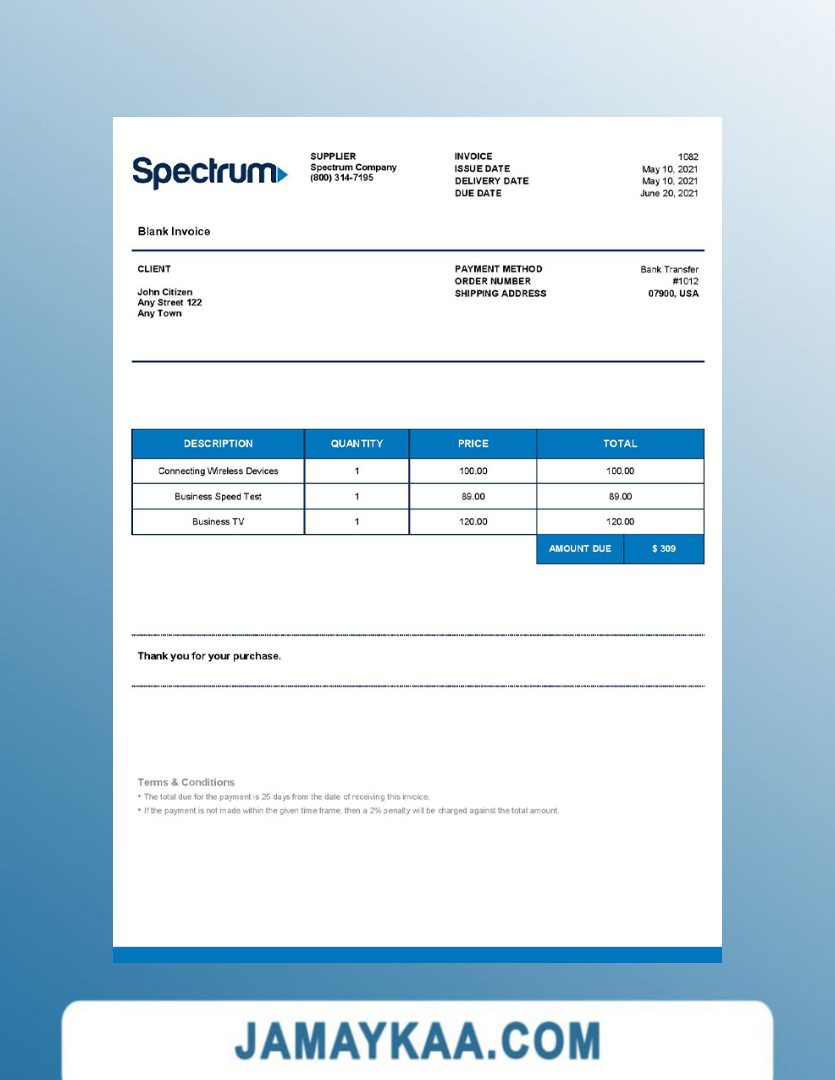 Spectrum
SUPPLIER
Spectrum Company
(800) 314-7195
INVOICE 1082
ISSUE DATE May 10, 2021
DELIVERY DATE May 10, 2021
DUE DATE June 20, 2021
Blank Invoice
CLIENT
John Citizen
Any Street 122
Any Town
PAYMENT METHOD Bank Transfer
ORDER NUMBER #1012
SHIPPING ADDRESS 07900, USA
DESCRIPTION QUANTITY PRICE TOTAL
Connecting Wireless Devices 1 100.00 100.00
Business Speed Test 1 89.00 89.00
Business TV 1 120.00 120.00
AMOUNT DUE $ 309
Thank you for your purchase.
Terms & Conditions
* The total due for the payment is 25 days from the date of receiving this invoice.
* If the payment is not made within the given time frame, then a 2% penalty will be charged against the total amount.
JAMAYKAA.COM